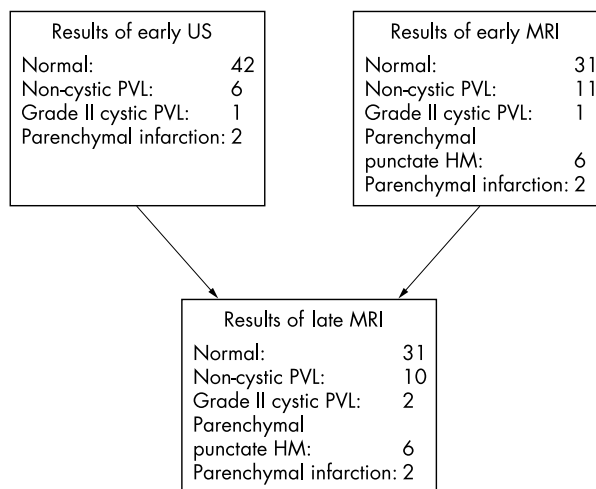 Results of early US
Normal: 42
Non-cystic PVL: 6
Grade II cystic PVL: 1
Parenchymal infarction: 2
Results of early MRI
Normal: 31
Non-cystic PVL: 11
Grade II cystic PVL: 1
Parenchymal
punctate HM: 6
Parenchymal infarction: 2
Results of late MRI
Normal: 31
Non-cystic PVL: 10
Grade II cystic PVL: 2
Parenchymal
punctate HM: 6
Parenchymal infarction: 2